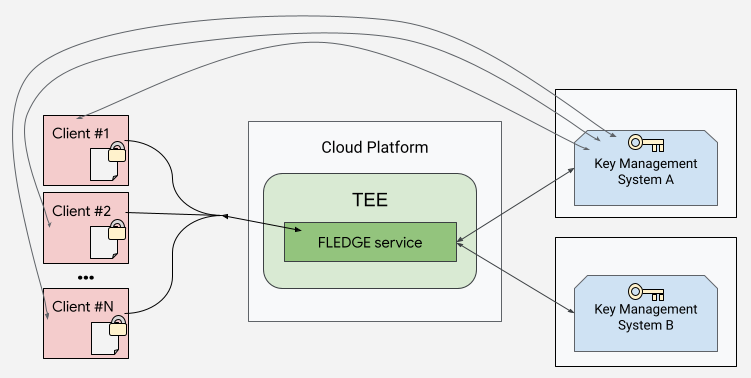 Client #1
Client #2
...
Client #N
Cloud Platform
TEE
FLEDGE service
Key Management
System A
Key Management
System B